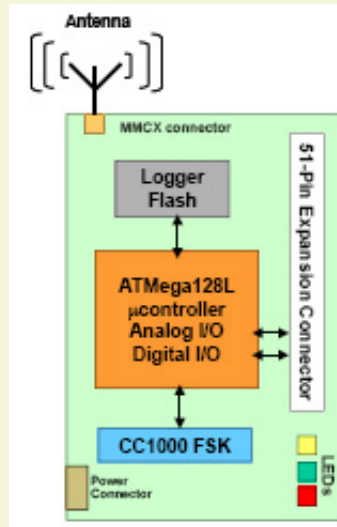 Antenna
MMCX connector
Logger
Flash
51-Pin Expansion Connector
ATMega128L
µcontroller
Analog I/O
Digital I/O
CC1000 FSK
LEDs
Power
Connector